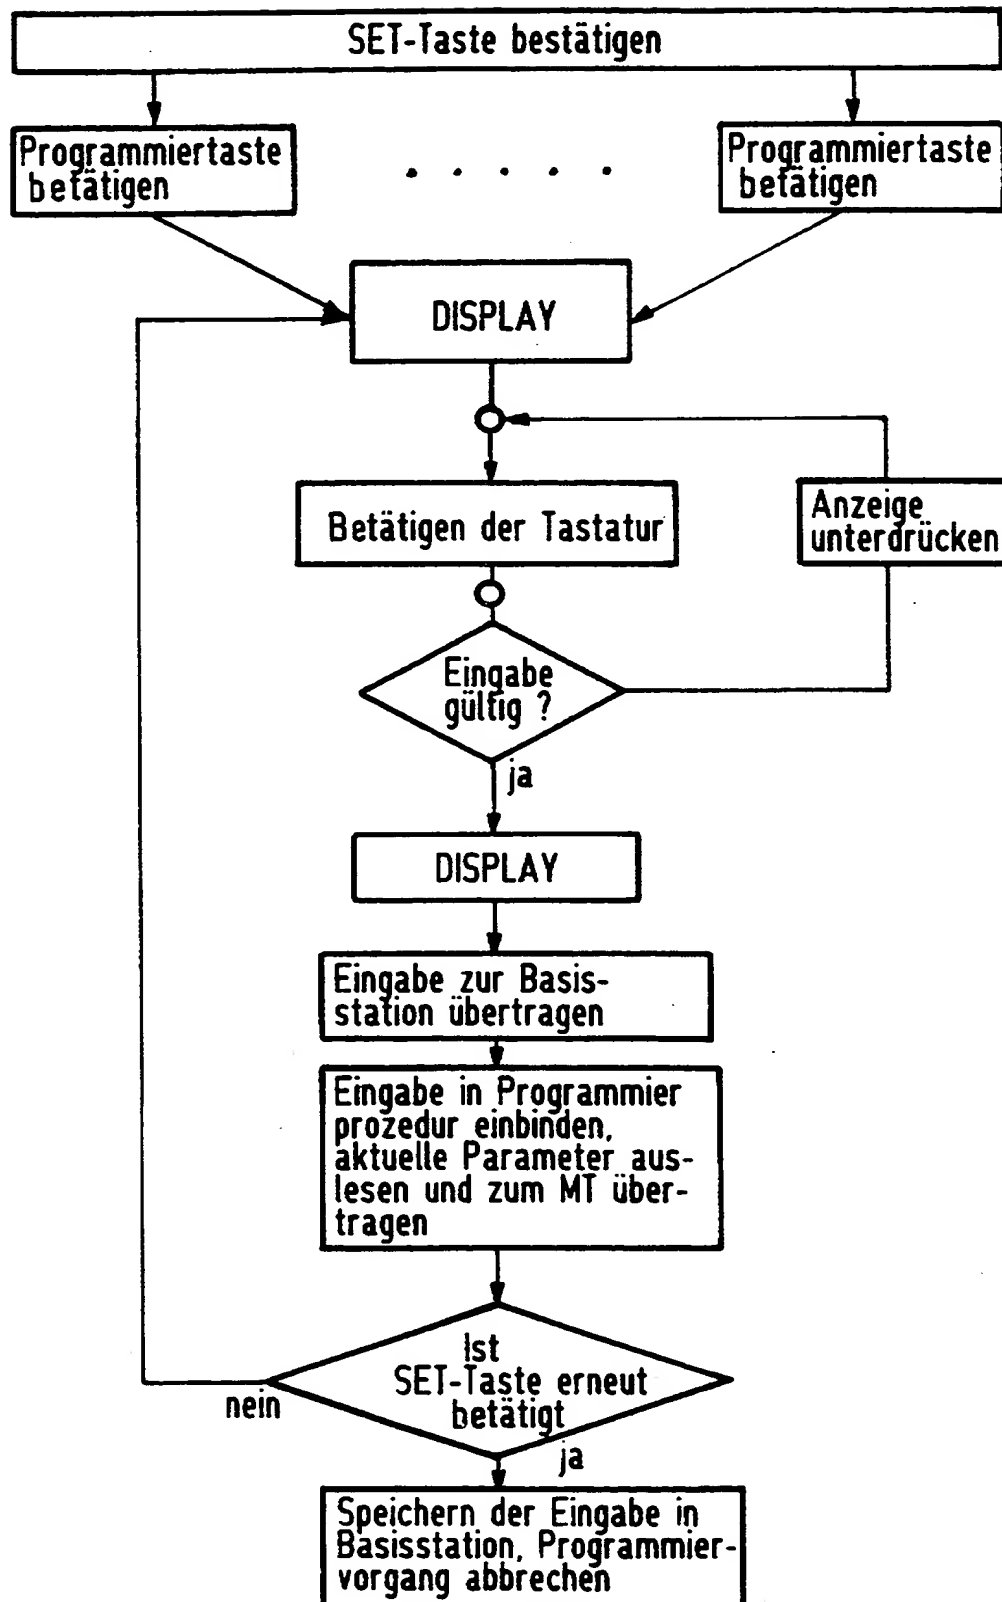 SET-Taste bestätigen
Programmiertaste
betätigen
Programmiertaste
betätigen
DISPLAY
Betätigen der Tastatur
Anzeige
unterdrücken
Eingabe
gültig ?
ja
DISPLAY
Eingabe zur Basis-
station übertragen
Eingabe in Programmier
prozedur einbinden,
aktuelle Parameter aus-
lesen und zum MT über-
tragen
Ist
SET-Taste erneut
betätigt
nein
ja
Speichern der Eingabe in
Basisstation, Programmier-
vorgang abbrechen